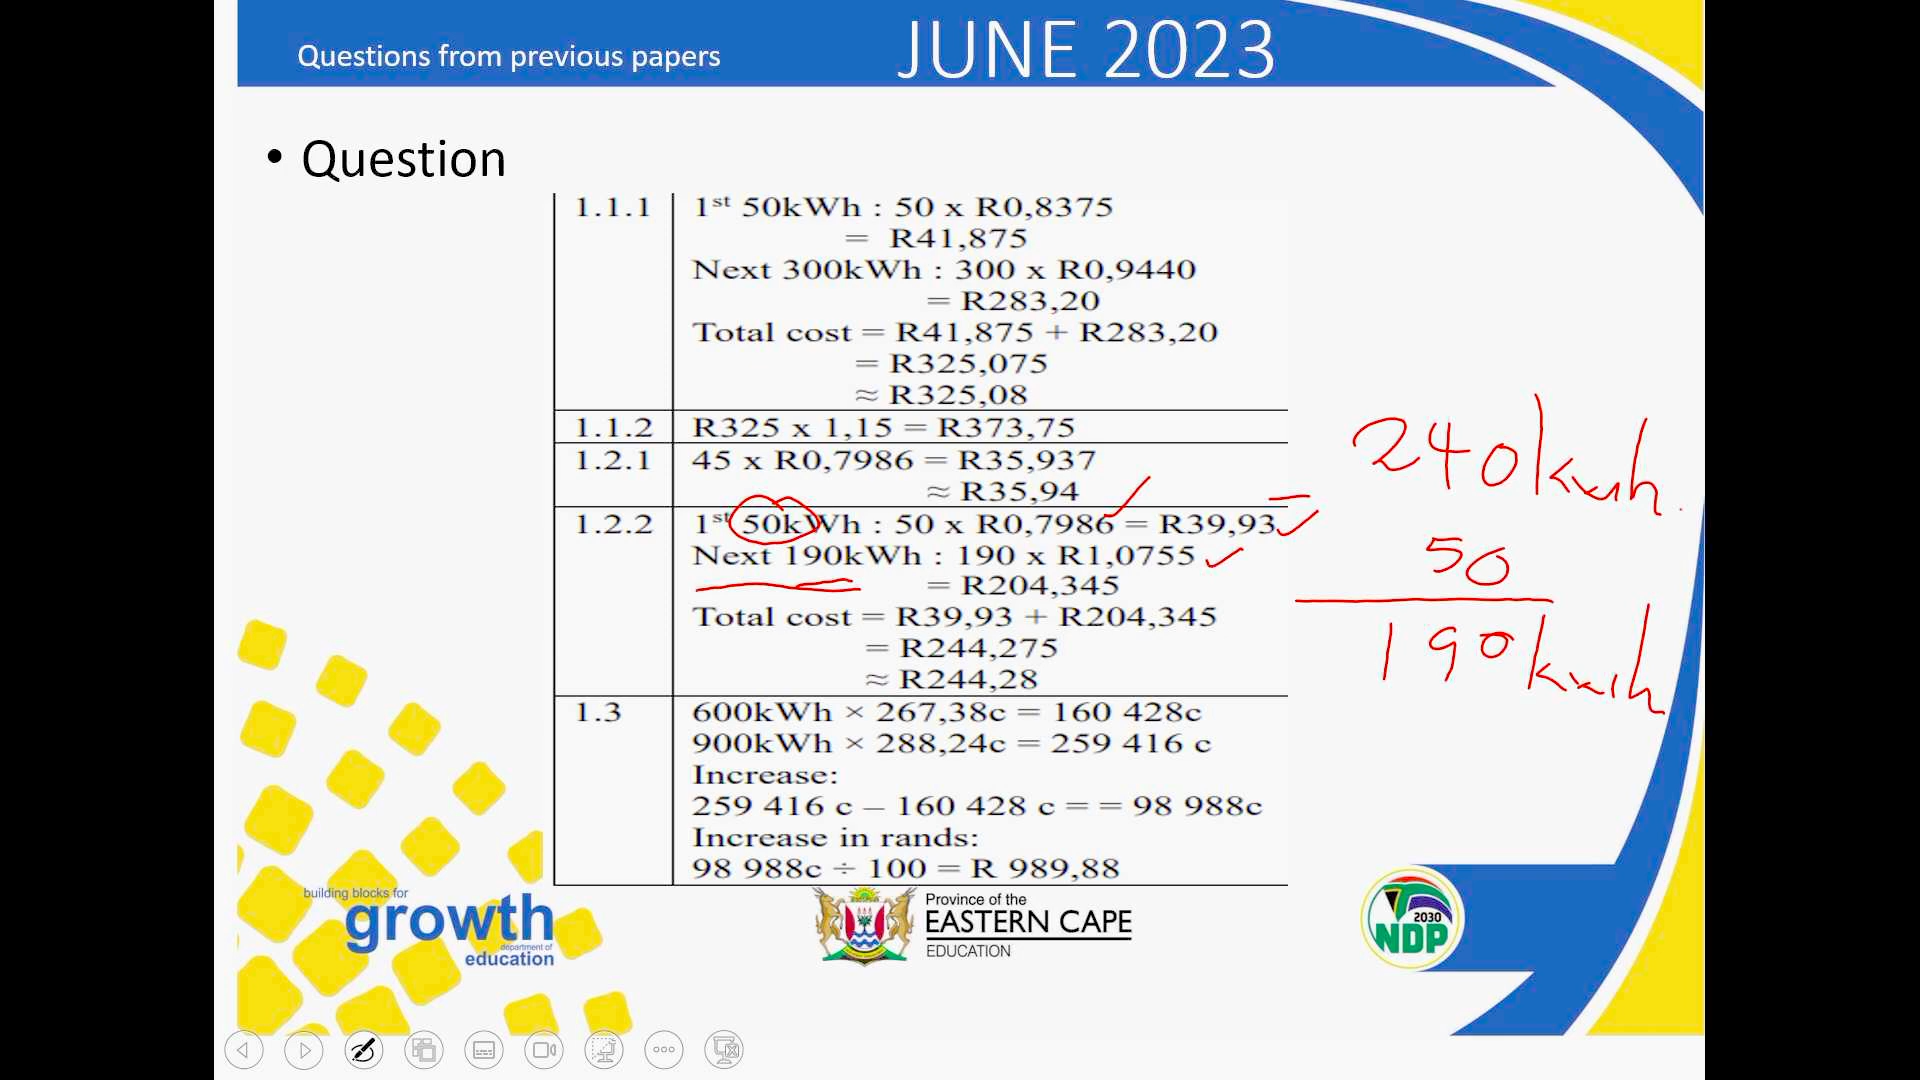 Questions from previous papers
JUNE 2023
• Question
1.1.1 1st 50kWh : 50 x R0,8375
= R41,875
Next 300kWh : 300 x R0,9440
= R283,20
Total cost = R41,875 + R283,20
= R325,075
≈ R325,08
1.1.2 R325 x 1,15 = R373,75
1.2.1 45 x R0,7986 = R35,937
≈ R35,94
1.2.2 1st 50kWh : 50 x R0,7986 = R39,93
Next 190kWh : 190 x R1,0755
= R204,345
Total cost = R39,93 + R204,345
= R244,275
≈ R244,28
1.3 600kWh × 267,38c = 160 428c
900kWh × 288,24c = 259 416 c
Increase:
259 416 c – 160 428 c = = 98 988c
Increase in rands:
98 988c ÷ 100 = R 989,88
240kwh
50
190kwh
building blocks for
growth
department of
education
Province of the
EASTERN CAPE
EDUCATION
2030
NDP